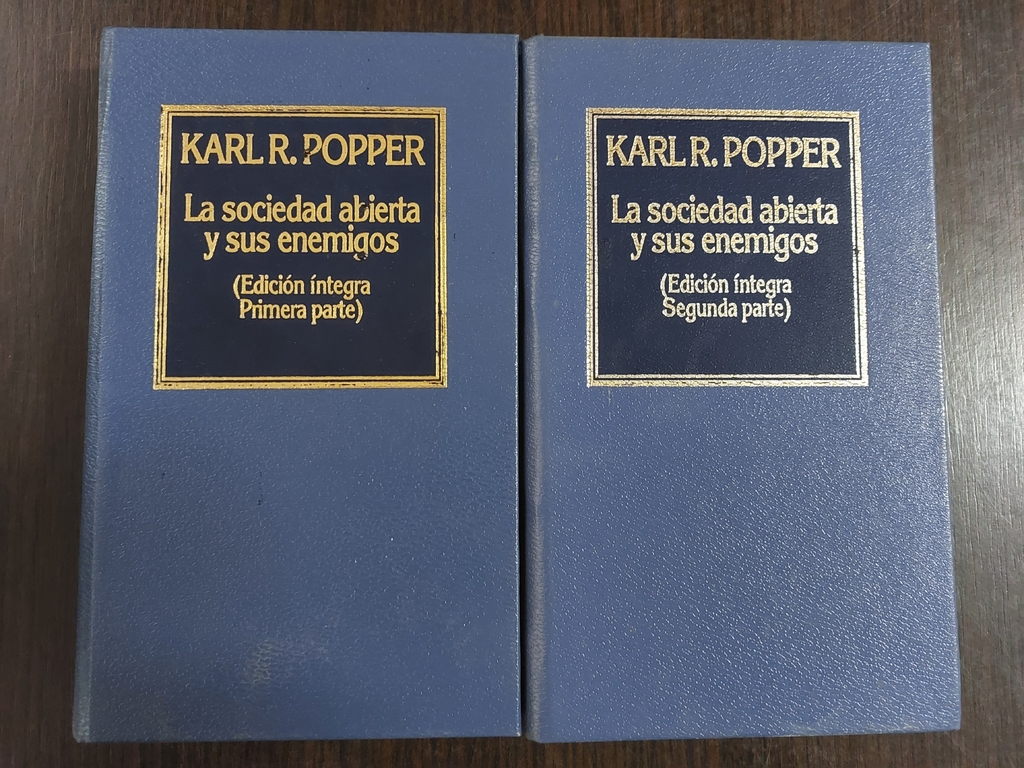 KARL R. POPPER
La sociedad abierta
y sus enemigos
(Edición íntegra
Primera parte)
KARL R. POPPER
La sociedad abierta
y sus enemigos
(Edición íntegra
Segunda parte)